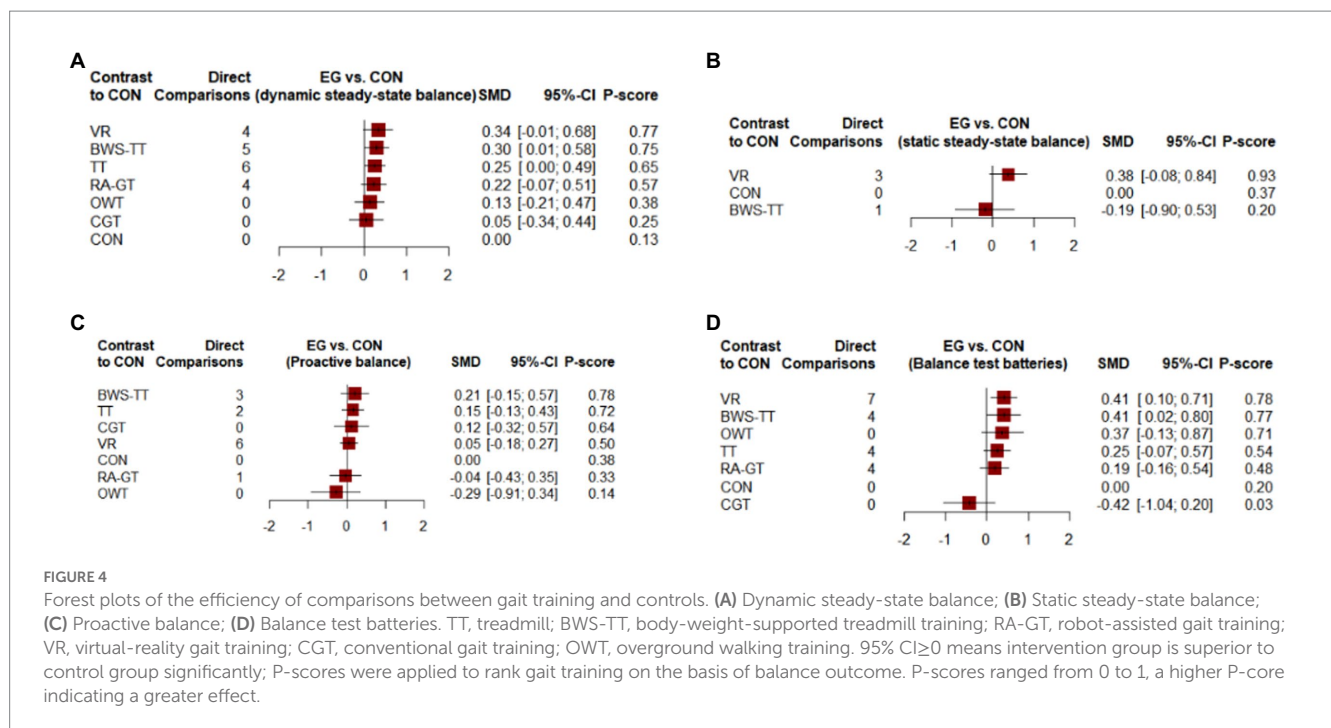 A
Contrast Direct EG vs. CON
to CON Comparisons (dynamic steady-state balance) SMD 95%-CI P-score
VR 4 0.34 [-0.01; 0.68] 0.77
BWS-TT 5 0.30 [0.01; 0.58] 0.75
TT 6 0.25 [0.00; 0.49] 0.65
RA-GT 4 0.22 [-0.07; 0.51] 0.57
OWT 0 0.13 [-0.21; 0.47] 0.38
CGT 0 0.05 [-0.34; 0.44] 0.25
CON 0 0.00 0.13
-2 -1 0 1 2
B
Contrast Direct EG vs. CON
to CON Comparisons (static steady-state balance) SMD 95%-CI P-score
VR 3 0.38 [-0.08; 0.84] 0.93
CON 0 0.00 0.37
BWS-TT 1 -0.19 [-0.90; 0.53] 0.20
-2 -1 0 1 2
C
Contrast Direct EG vs. CON
to CON Comparisons (Proactive balance) SMD 95%-CI P-score
BWS-TT 3 0.21 [-0.15; 0.57] 0.78
TT 2 0.15 [-0.13; 0.43] 0.72
CGT 0 0.12 [-0.32; 0.57] 0.64
VR 6 0.05 [-0.18; 0.27] 0.50
CON 0 0.00 0.38
RA-GT 1 -0.04 [-0.43; 0.35] 0.33
OWT 0 -0.29 [-0.91; 0.34] 0.14
-2 -1 0 1 2
D
Contrast Direct EG vs. CON
to CON Comparisons (Balance test batteries) SMD 95%-CI P-score
VR 7 0.41 [ 0.10; 0.71] 0.78
BWS-TT 4 0.41 [ 0.02; 0.80] 0.77
OWT 0 0.37 [-0.13; 0.87] 0.71
TT 4 0.25 [-0.07; 0.57] 0.54
RA-GT 4 0.19 [-0.16; 0.54] 0.48
CON 0 0.00 0.20
CGT 0 -0.42 [-1.04; 0.20] 0.03
-2 -1 0 1 2
FIGURE 4
Forest plots of the efficiency of comparisons between gait training and controls. (A) Dynamic steady-state balance; (B) Static steady-state balance;
(C) Proactive balance; (D) Balance test batteries. TT, treadmill; BWS-TT, body-weight-supported treadmill training; RA-GT, robot-assisted gait training;
VR, virtual-reality gait training; CGT, conventional gait training; OWT, overground walking training. 95% CI≥0 means intervention group is superior to
control group significantly; P-scores were applied to rank gait training on the basis of balance outcome. P-scores ranged from 0 to 1, a higher P-core
indicating a greater effect.